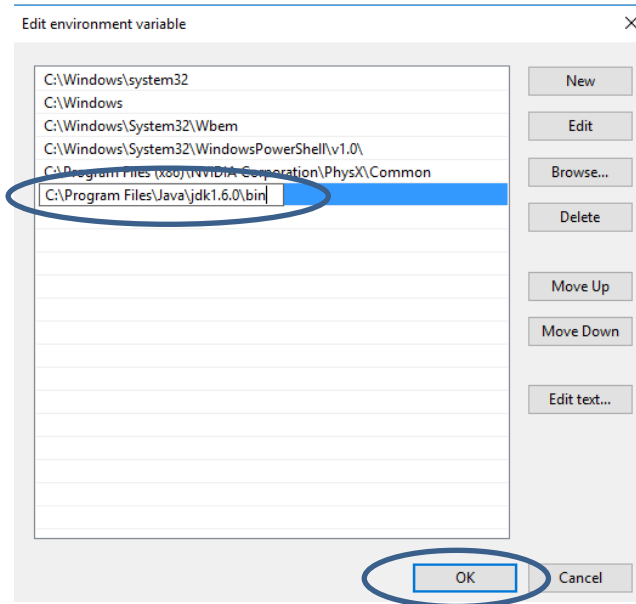 Edit environment variable
C:\Windows\system32
C:\Windows
C:\Windows\System32\Wbem
C:\Windows\System32\WindowsPowerShell\v1.0\
C:\Program Files (x86)\NVIDIA Corporation\PhysX\Common
C:\Program Files\Java\jdk1.6.0\bin
New
Edit
Browse...
Delete
Move Up
Move Down
Edit text...
OK
Cancel